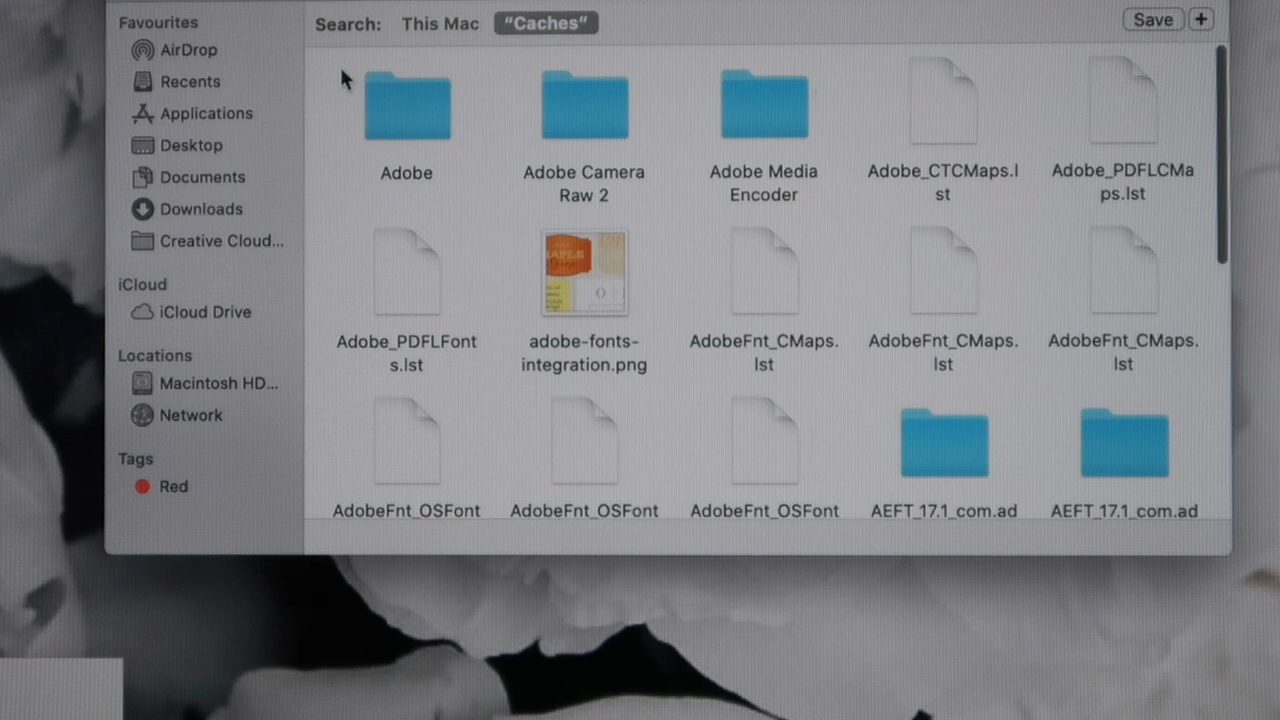 Favourites
AirDrop
Recents
Applications
Desktop
Documents
Downloads
Creative Cloud...
iCloud
iCloud Drive
Locations
Macintosh HD...
Network
Tags
Red
Search: This Mac "Caches" Save +
Adobe
Adobe Camera
Raw 2
Adobe Media
Encoder
Adobe_CTCMaps.l
st
Adobe_PDFLCMa
ps.lst
Adobe_PDFLFont
s.lst
adobe-fonts-
integration.png
AdobeFnt_CMaps.
lst
AdobeFnt_CMaps.
lst
AdobeFnt_CMaps.
lst
AdobeFnt_OSFont
AdobeFnt_OSFont
AdobeFnt_OSFont
AEFT_17.1_com.ad
AEFT_17.1_com.ad